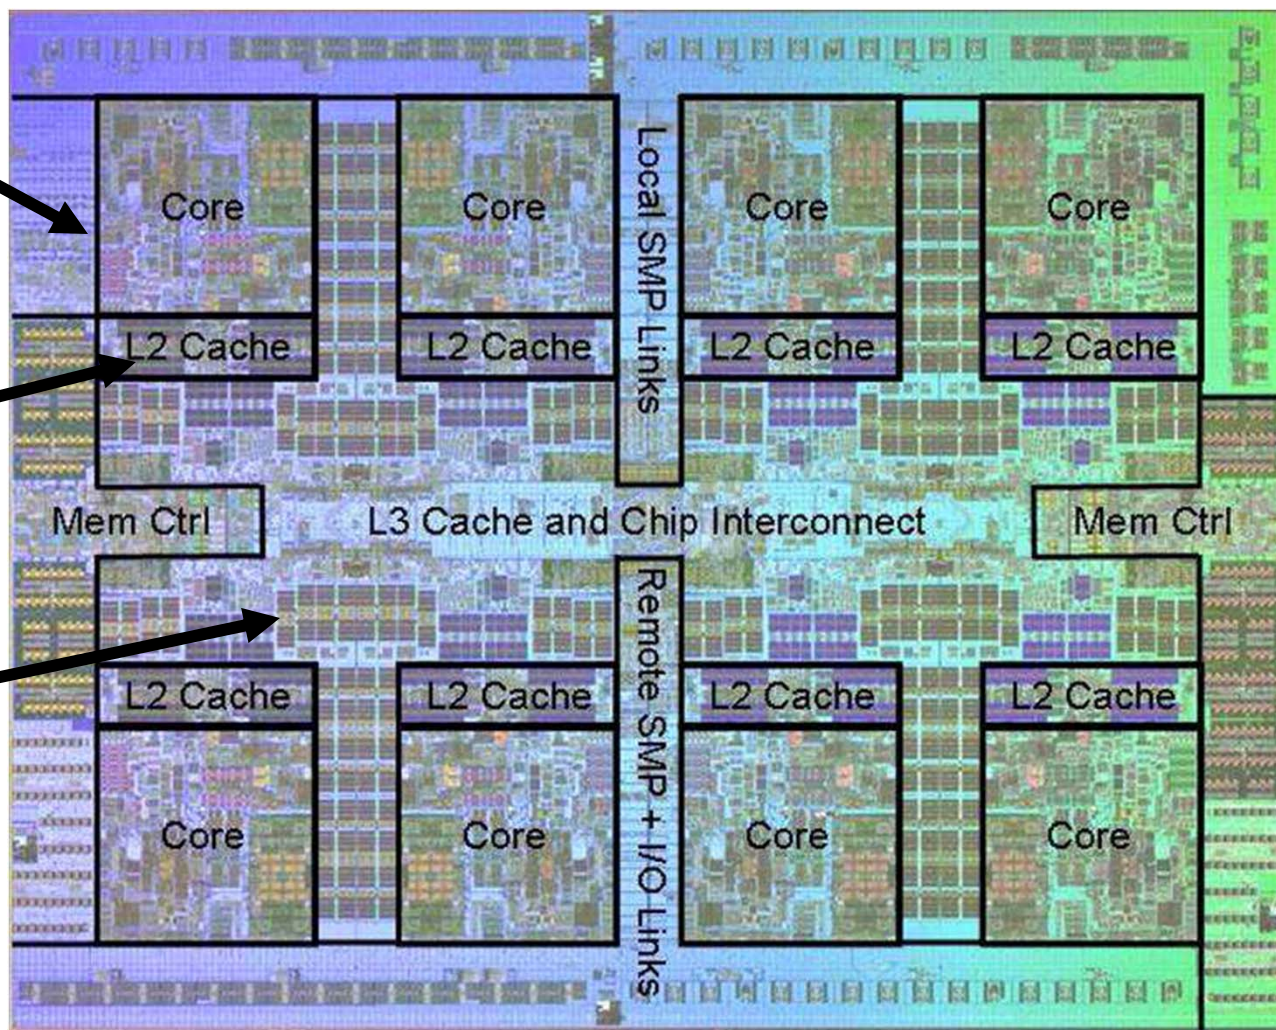 Core
Core
Core
Core
Local SMP Links
L2 Cache
L2 Cache
L2 Cache
L2 Cache
Mem Ctrl
L3 Cache and Chip Interconnect
Mem Ctrl
Remote SMP + I/O Links
L2 Cache
L2 Cache
L2 Cache
L2 Cache
Core
Core
Core
Core